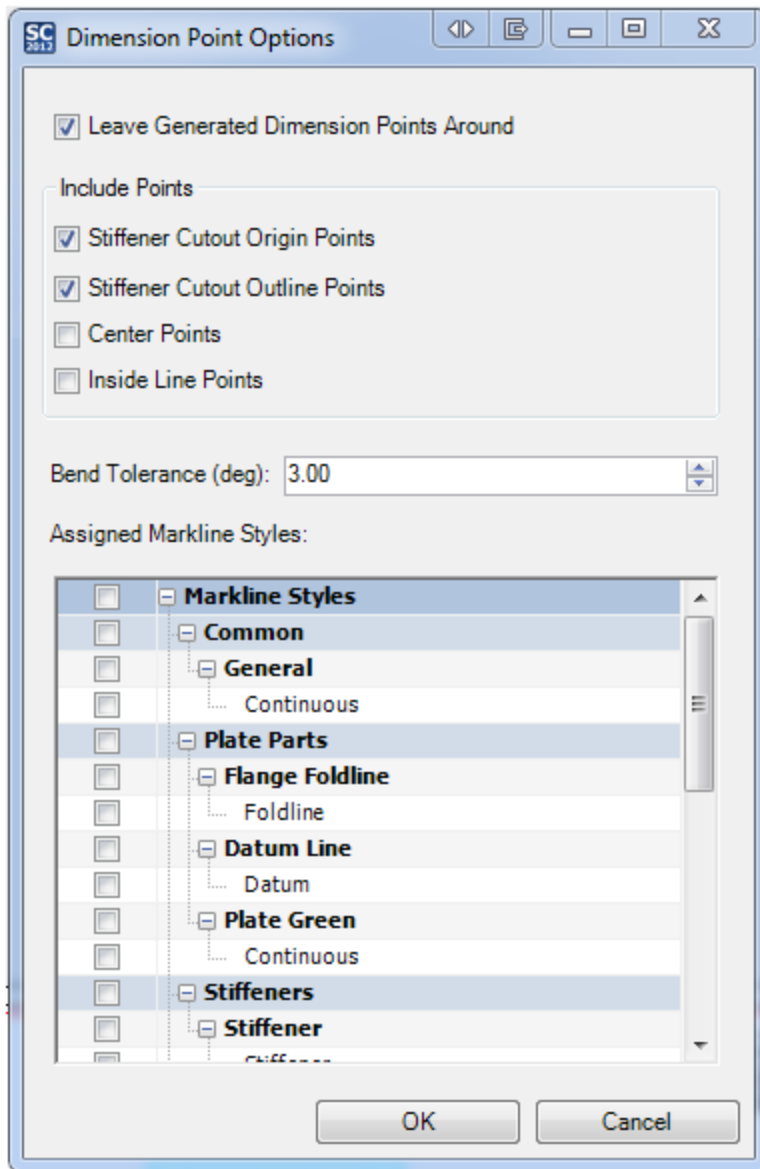 SC
2012
Dimension Point Options
Leave Generated Dimension Points Around
Include Points
Stiffener Cutout Origin Points
Stiffener Cutout Outline Points
Center Points
Inside Line Points
Bend Tolerance (deg): 3.00
Assigned Markline Styles:
Markline Styles
Common
General
Continuous
Plate Parts
Flange Foldline
Foldline
Datum Line
Datum
Plate Green
Continuous
Stiffeners
Stiffener
Stiffener
OK Cancel